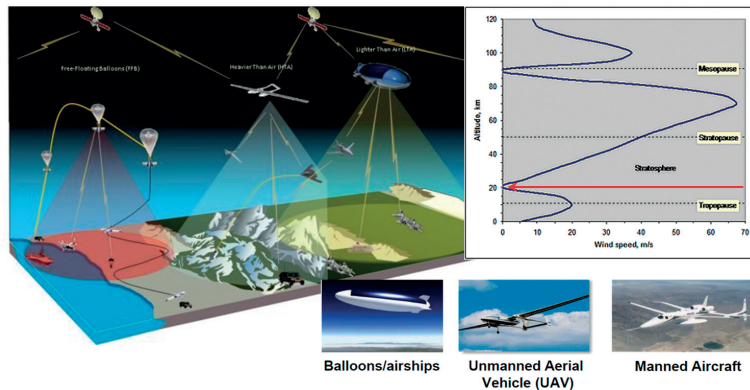 Free-Floating Balloons (FFB)
Heavier Than Air (HTA)
Lighter Than Air (LTA)
120
100
80
60
40
20
0
Altitude, km
Mesopause
Stratopause
Stratosphere
Tropopause
0 10 20 30 40 50 60 70
Wind speed, m/s
Balloons/airships
Unmanned Aerial
Vehicle (UAV)
Manned Aircraft